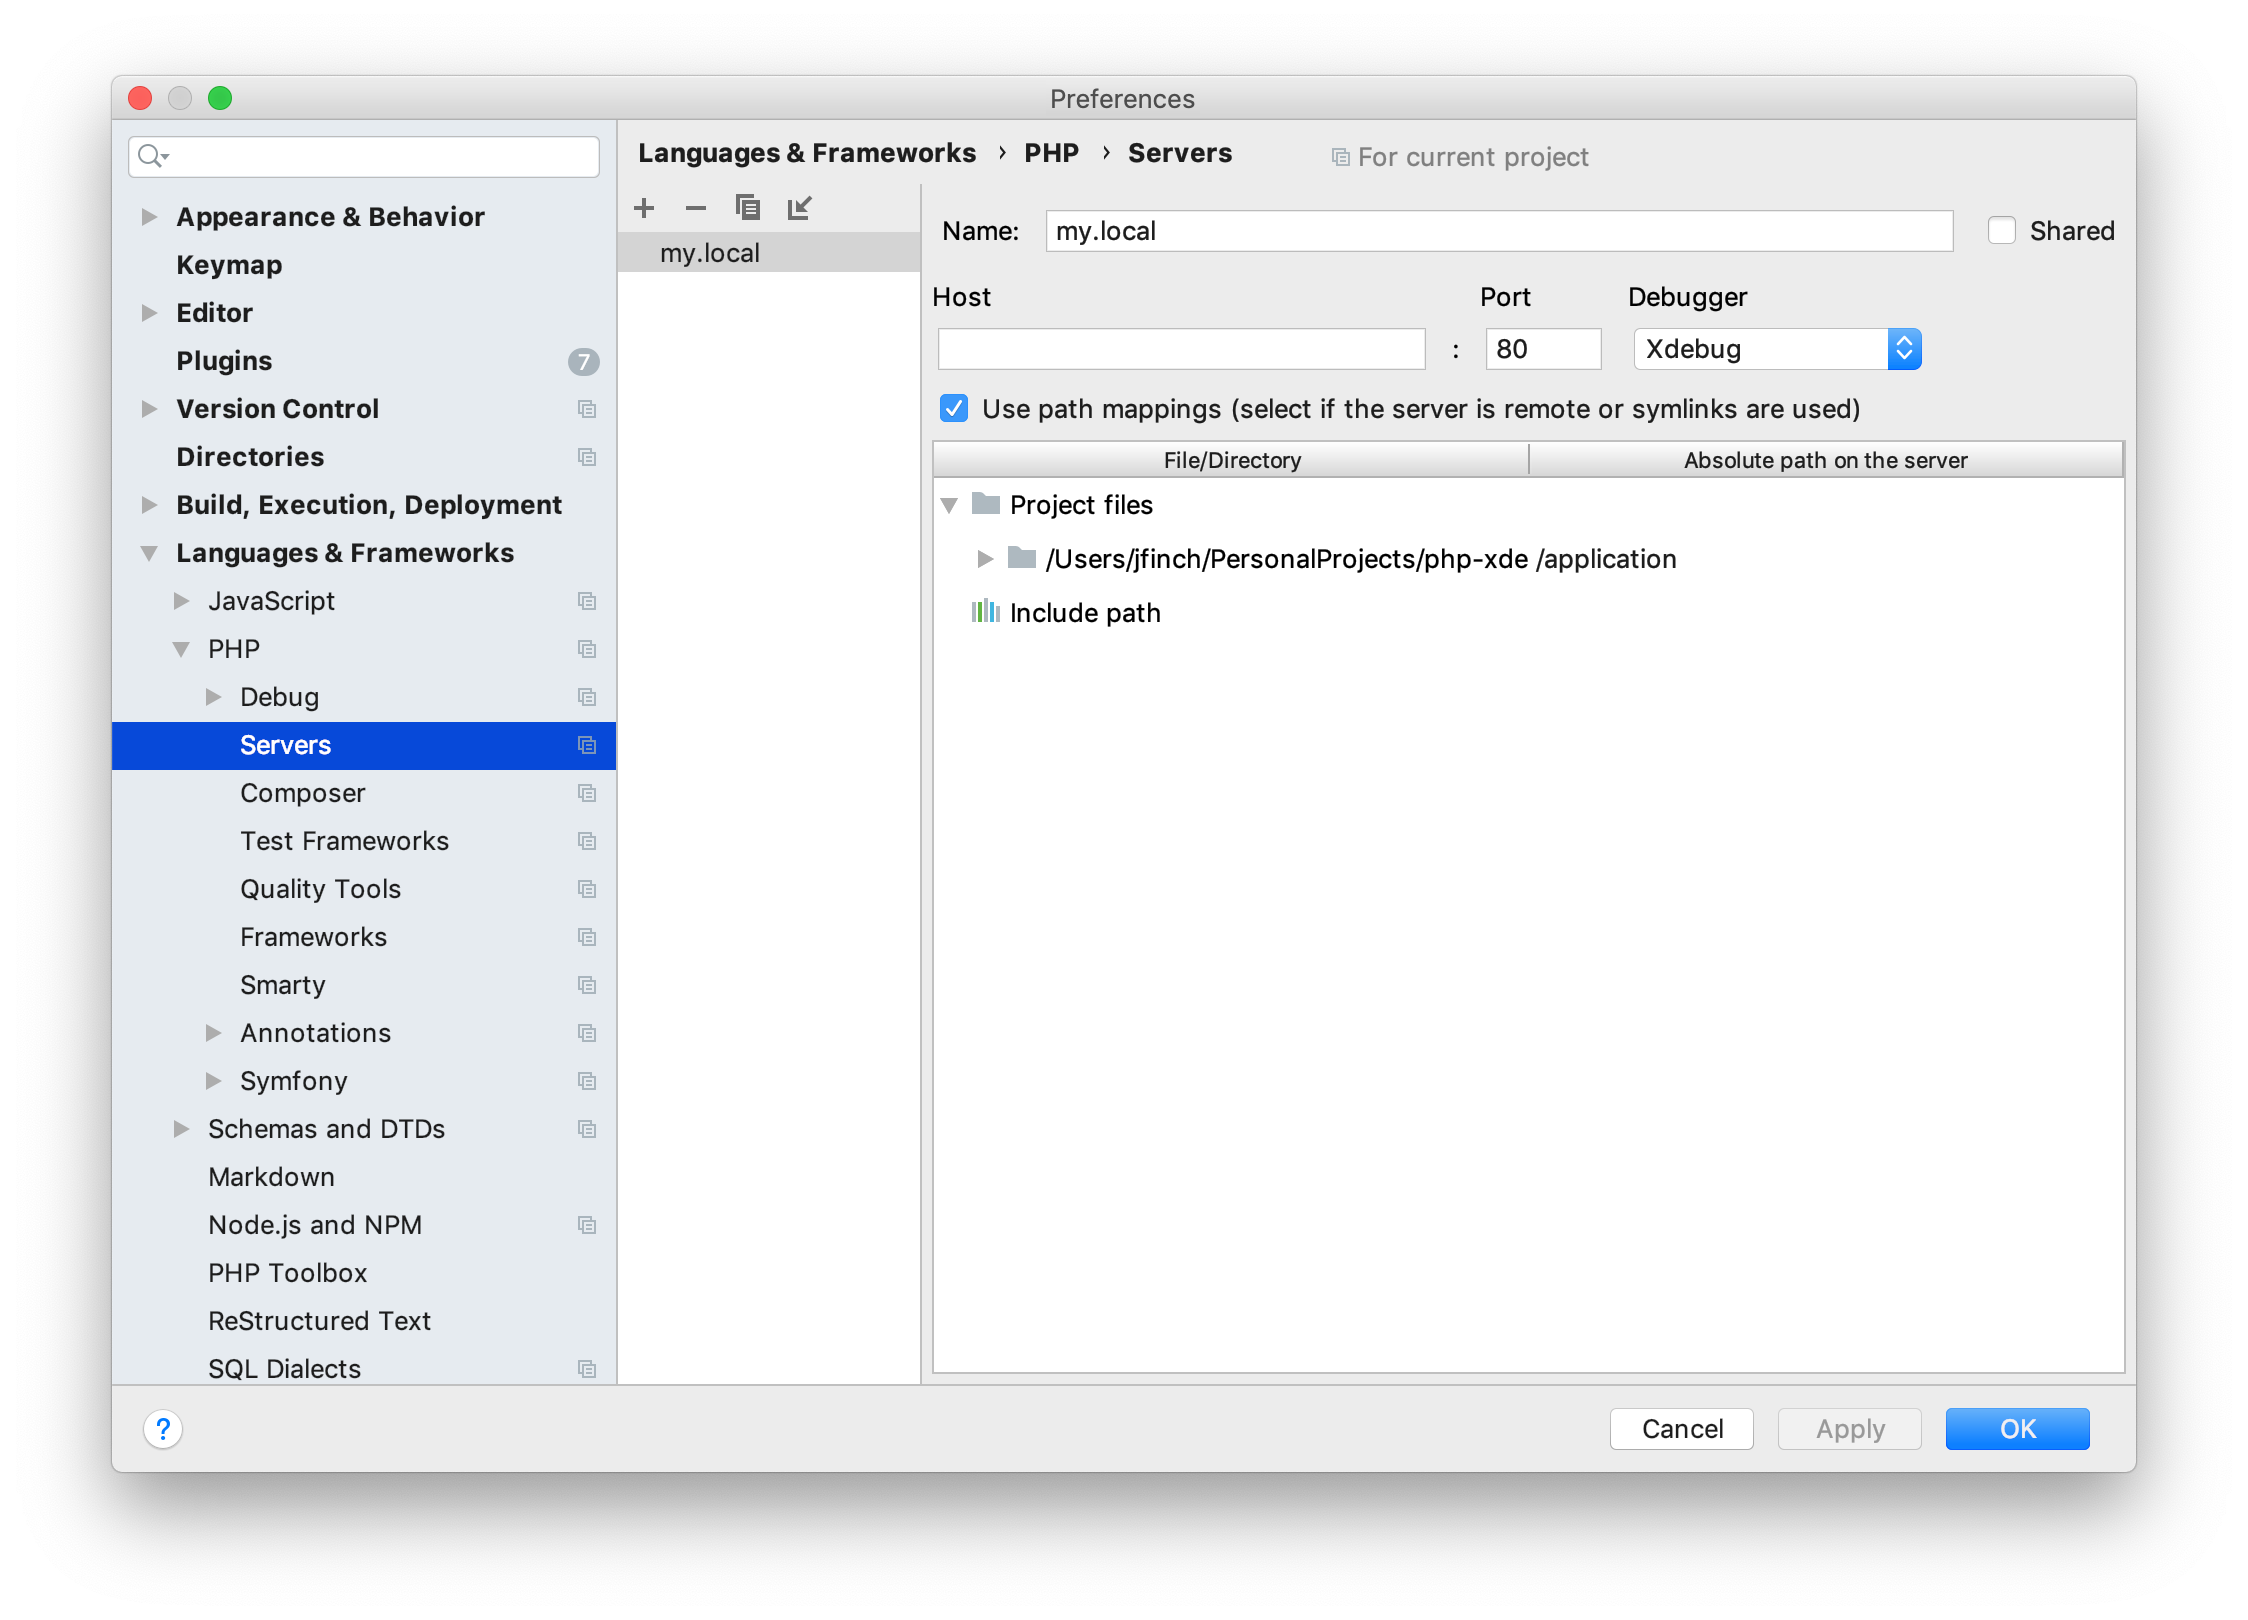 Preferences
Appearance & Behavior
Keymap
Editor
Plugins 7
Version Control
Directories
Build, Execution, Deployment
Languages & Frameworks
JavaScript
PHP
Debug
Servers
Composer
Test Frameworks
Quality Tools
Frameworks
Smarty
Annotations
Symfony
Schemas and DTDs
Markdown
Node.js and NPM
PHP Toolbox
ReStructured Text
SQL Dialects
Languages & Frameworks › PHP › Servers For current project
my.local
Name: my.local Shared
Host Port Debugger
: 80 Xdebug
Use path mappings (select if the server is remote or symlinks are used)
File/Directory Absolute path on the server
Project files
/Users/jfinch/PersonalProjects/php-xde /application
Include path
? Cancel Apply OK